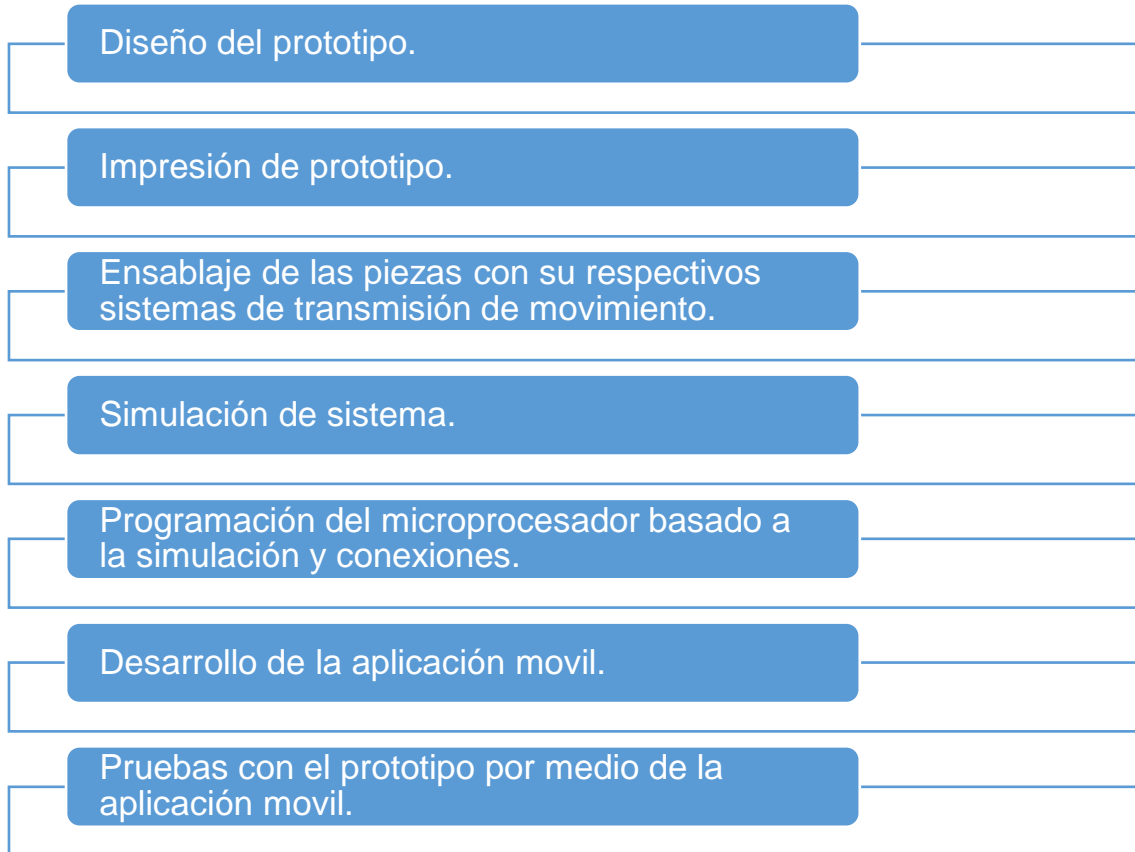 Diseño del prototipo.
Impresión de prototipo.
Ensablaje de las piezas con su respectivos
sistemas de transmisión de movimiento.
Simulación de sistema.
Programación del microprocesador basado a
la simulación y conexiones.
Desarrollo de la aplicación movil.
Pruebas con el prototipo por medio de la
aplicación movil.